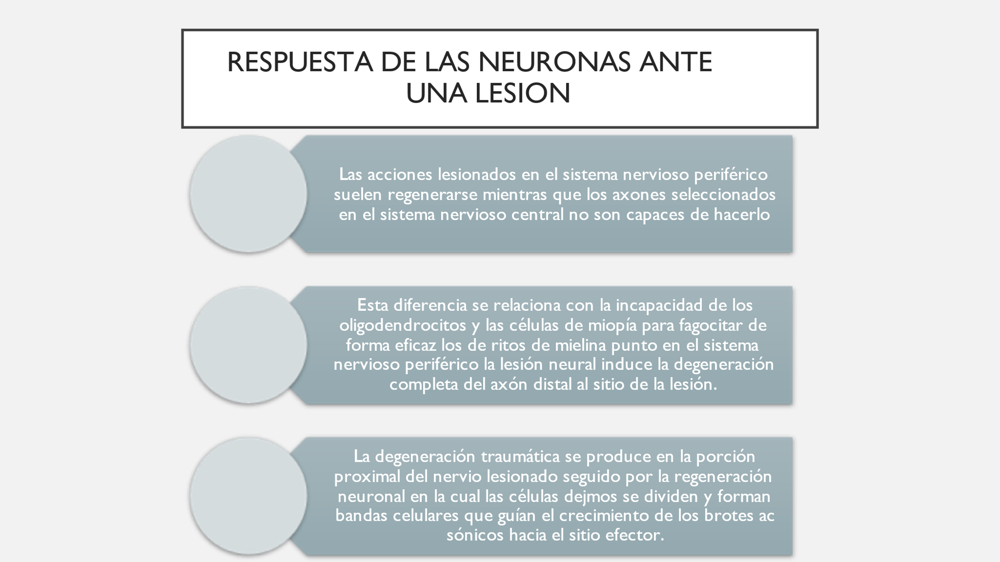 RESPUESTA DE LAS NEURONAS ANTE
UNA LESION
Las acciones lesionados en el sistema nervioso periférico
suelen regenerarse mientras que los axones seleccionados
en el sistema nervioso central no son capaces de hacerlo
Esta diferencia se relaciona con la incapacidad de los
oligodendrocitos y las células de miopía para fagocitar de
forma eficaz los de ritos de mielina punto en el sistema
nervioso periférico la lesión neural induce la degeneración
completa del axón distal al sitio de la lesión.
La degeneración traumática se produce en la porción
proximal del nervio lesionado seguido por la regeneración
neuronal en la cual las células dejmos se dividen y forman
bandas celulares que guían el crecimiento de los brotes ac
sónicos hacia el sitio efector.